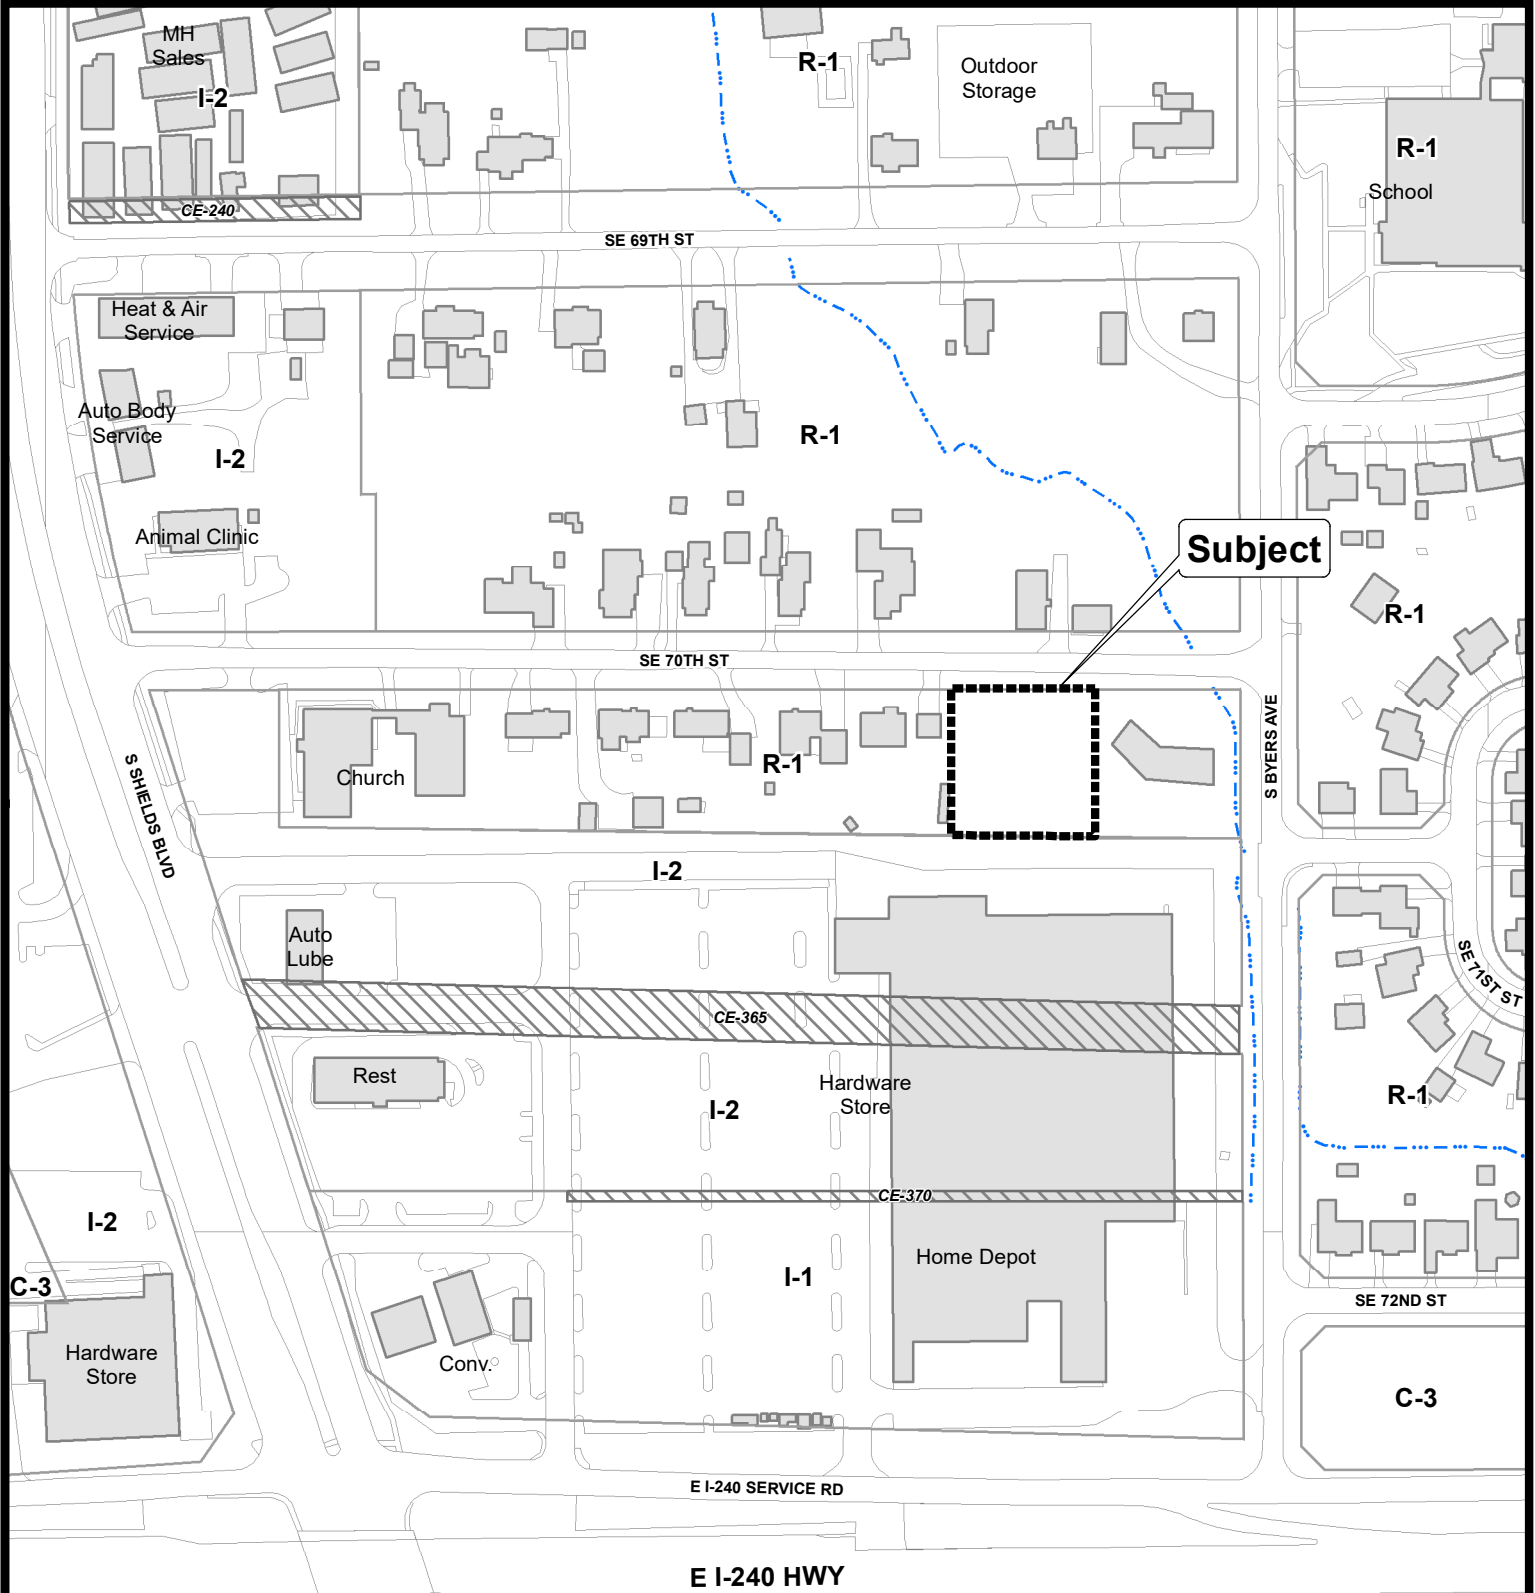 MH
Sales
I-2
R-1
Outdoor
Storage
R-1
School
CE-240
SE 69TH ST
Heat & Air
Service
Auto Body
Service
I-2
R-1
Animal Clinic
Subject
R-1
SE 70TH ST
S BYERS AVE
S SHIELDS BLVD
Church
R-1
I-2
Auto
Lube
SE 71ST ST
CE-365
Rest
Hardware
Store
I-2
R-1
CE-370
I-2
C-3
I-1
Home Depot
SE 72ND ST
Hardware
Store
Conv.
C-3
E I-240 SERVICE RD
E I-240 HWY